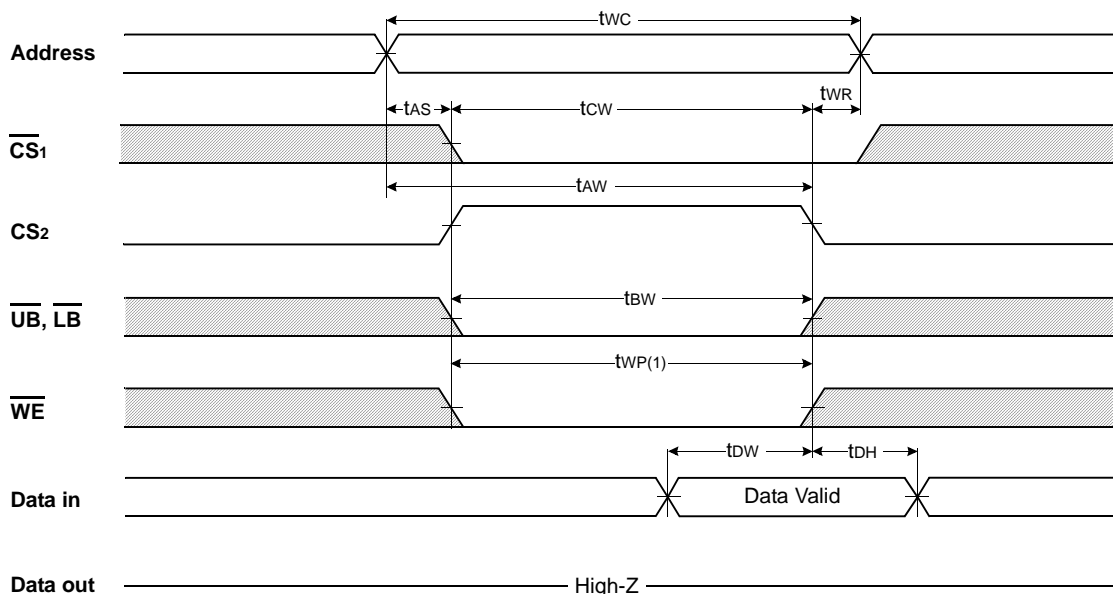 tWC
Address
tAS
tCW
tWR
CS1
tAW
CS2
tBW
UB, LB
tWP(1)
WE
tDW
tDH
Data in
Data Valid
Data out
High-Z